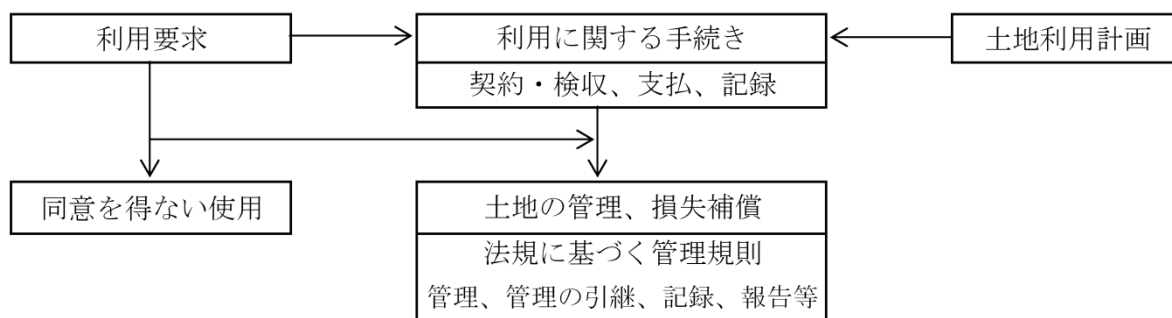 利用要求
利用に関する手続き
土地利用計画
契約・検収、支払、記録
同意を得ない使用
土地の管理、損失補償
法規に基づく管理規則
管理、管理の引継、記録、報告等